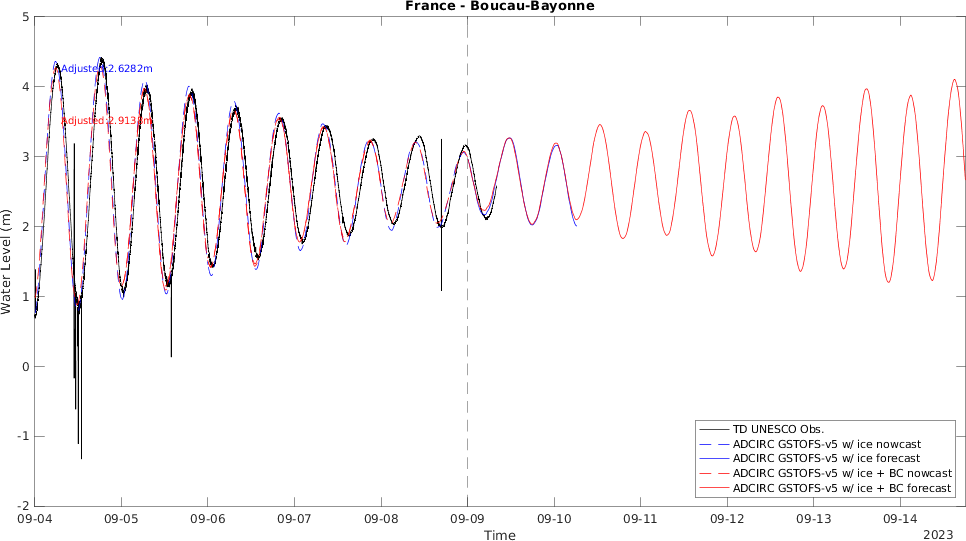 France - Boucau-Bayonne
5
4
3
2
1
0
-1
-2
Water Level (m)
Adjusted:2.6282m
09-04
09-05
09-06
09-07
09-08
09-09
09-10
09-11
09-12
09-13
09-14
Time
2023
TD UNESCO Obs.
ADCIRC GSTOFS-v5 w/ ice nowcast
ADCIRC GSTOFS-v5 w/ ice forecast
ADCIRC GSTOFS-v5 w/ ice + BC nowcast
ADCIRC GSTOFS-v5 w/ ice + BC forecast